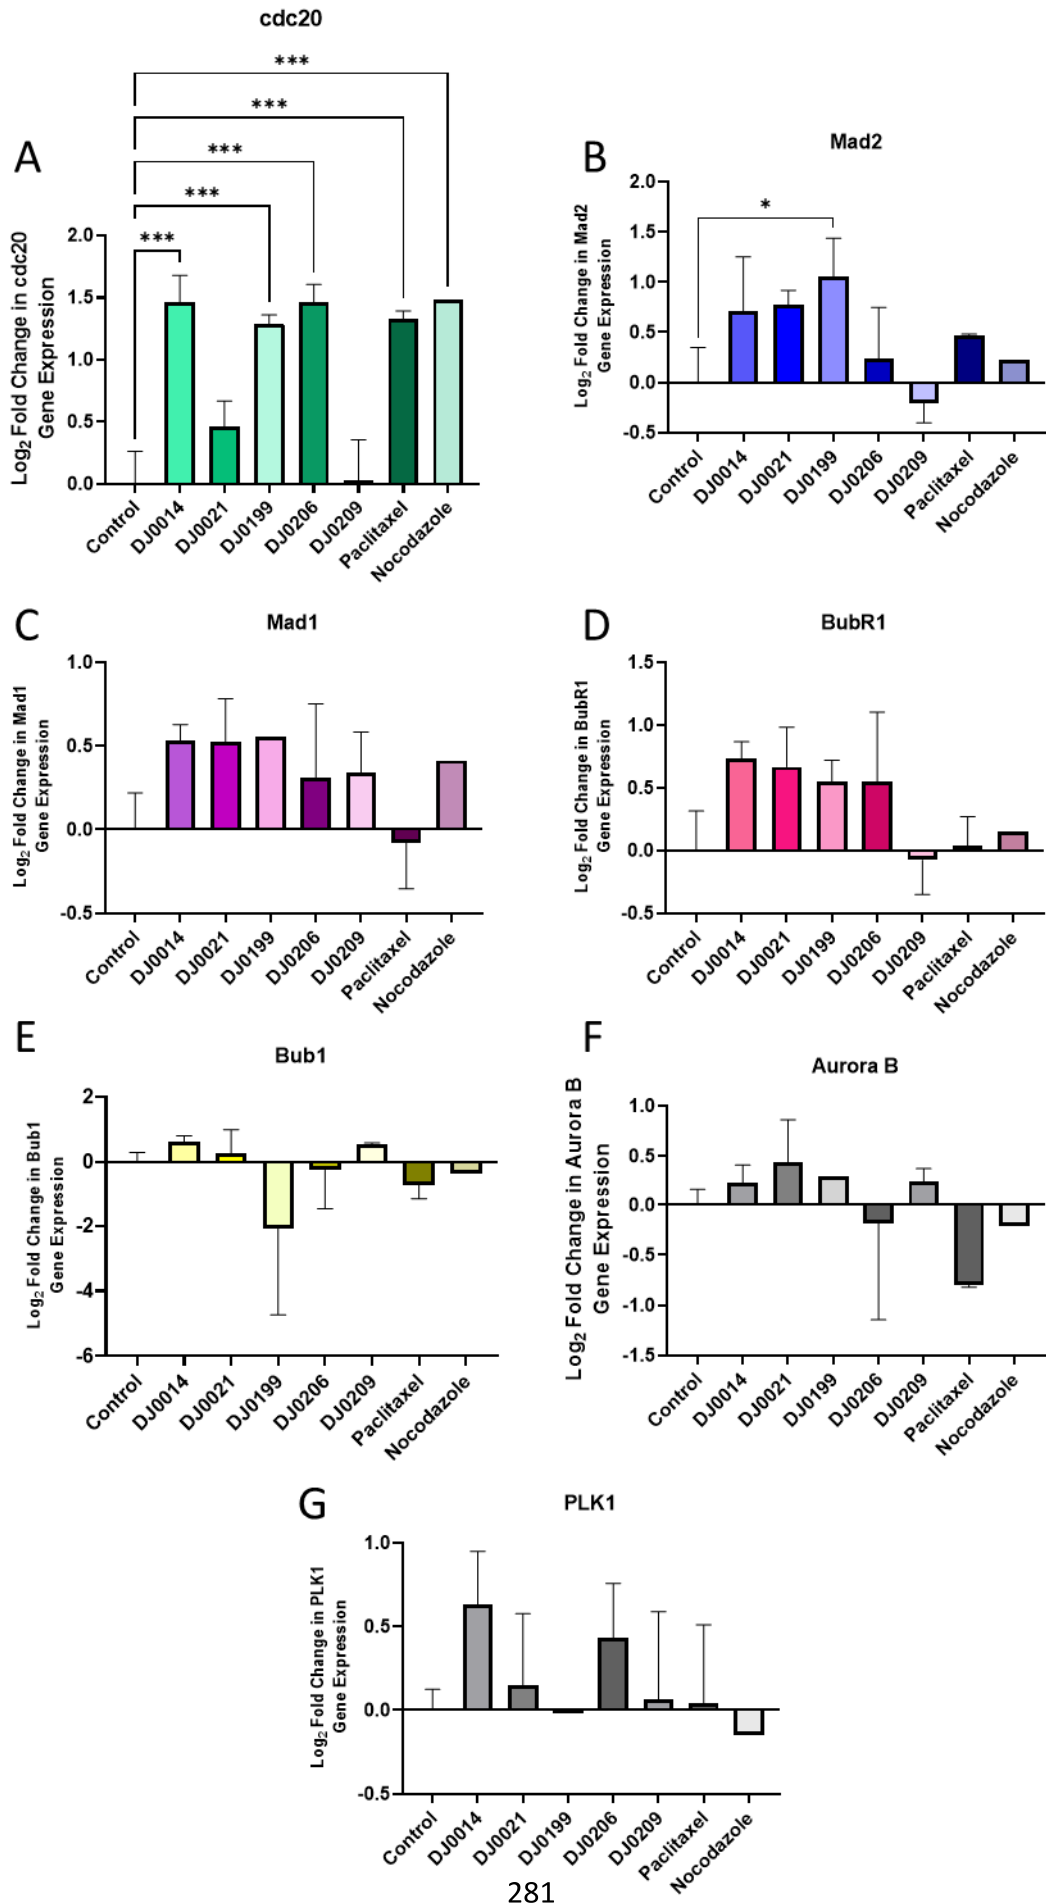 cdc20
***
***
***
***
***
A
Log2 Fold Change in cdc20
Gene Expression
2.0
1.5
1.0
0.5
0.0
Control
DJ0014
DJ0021
DJ0199
DJ0206
DJ0209
Paclitaxel
Nocodazole
B
Mad2
*
Log2 Fold Change in Mad2
Gene Expression
2.0
1.5
1.0
0.5
0.0
-0.5
Control
DJ0014
DJ0021
DJ0199
DJ0206
DJ0209
Paclitaxel
Nocodazole
C
Mad1
Log2 Fold Change in Mad1
Gene Expression
1.0
0.5
0.0
-0.5
Control
DJ0014
DJ0021
DJ0199
DJ0206
DJ0209
Paclitaxel
Nocodazole
D
BubR1
Log2 Fold Change in BubR1
Gene Expression
1.5
1.0
0.5
0.0
-0.5
Control
DJ0014
DJ0021
DJ0199
DJ0206
DJ0209
Paclitaxel
Nocodazole
E
Bub1
Log2 Fold Change in Bub1
Gene Expression
2
0
-2
-4
-6
Control
DJ0014
DJ0021
DJ0199
DJ0206
DJ0209
Paclitaxel
Nocodazole
F
Aurora B
Log2 Fold Change in Aurora B
Gene Expression
1.0
0.5
0.0
-0.5
-1.0
-1.5
Control
DJ0014
DJ0021
DJ0199
DJ0206
DJ0209
Paclitaxel
Nocodazole
G
PLK1
Log2 Fold Change in PLK1
Gene Expression
1.0
0.5
0.0
-0.5
Control
DJ0014
DJ0021
DJ0199
DJ0206
DJ0209
Paclitaxel
Nocodazole
281